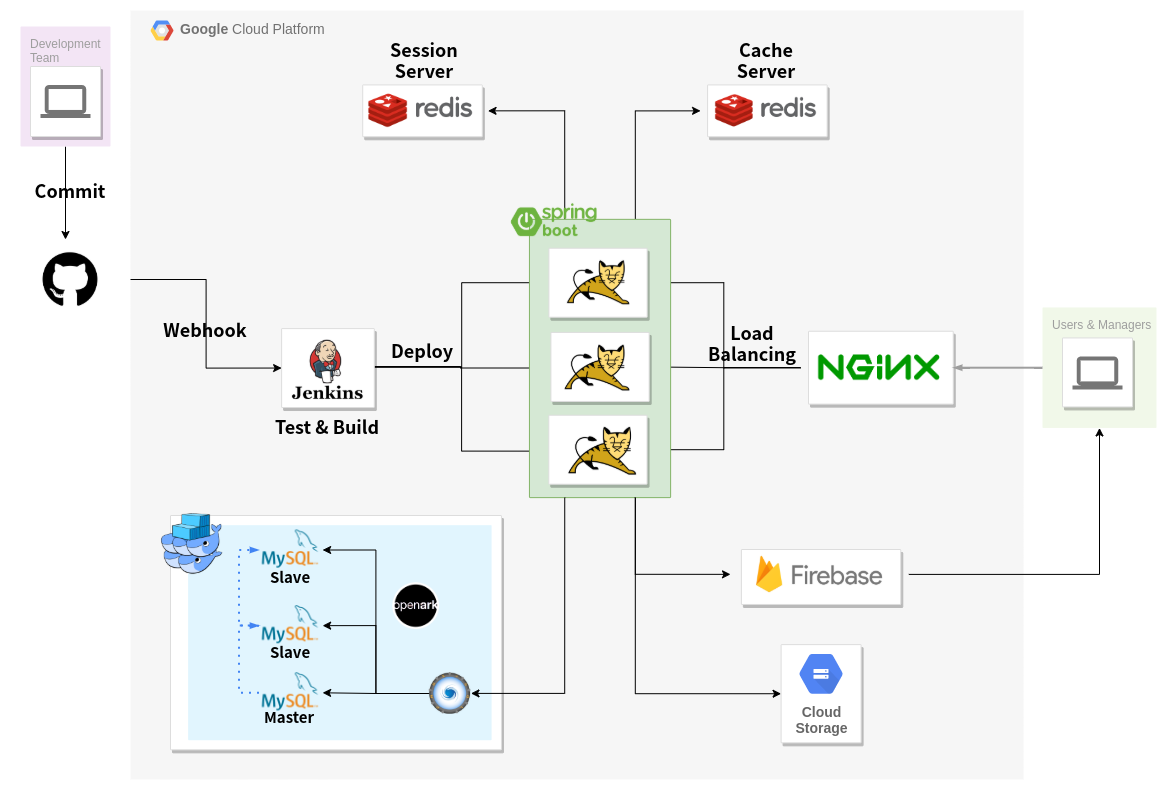 Google Cloud Platform
Development
Team
Session
Server
redis
Cache
Server
redis
Commit
spring
boot
Webhook
Jenkins
Test & Build
Deploy
Load
Balancing
NGiNX
Users & Managers
MySQL
Slave
openark
MySQL
Slave
MySQL
Master
Firebase
Cloud
Storage